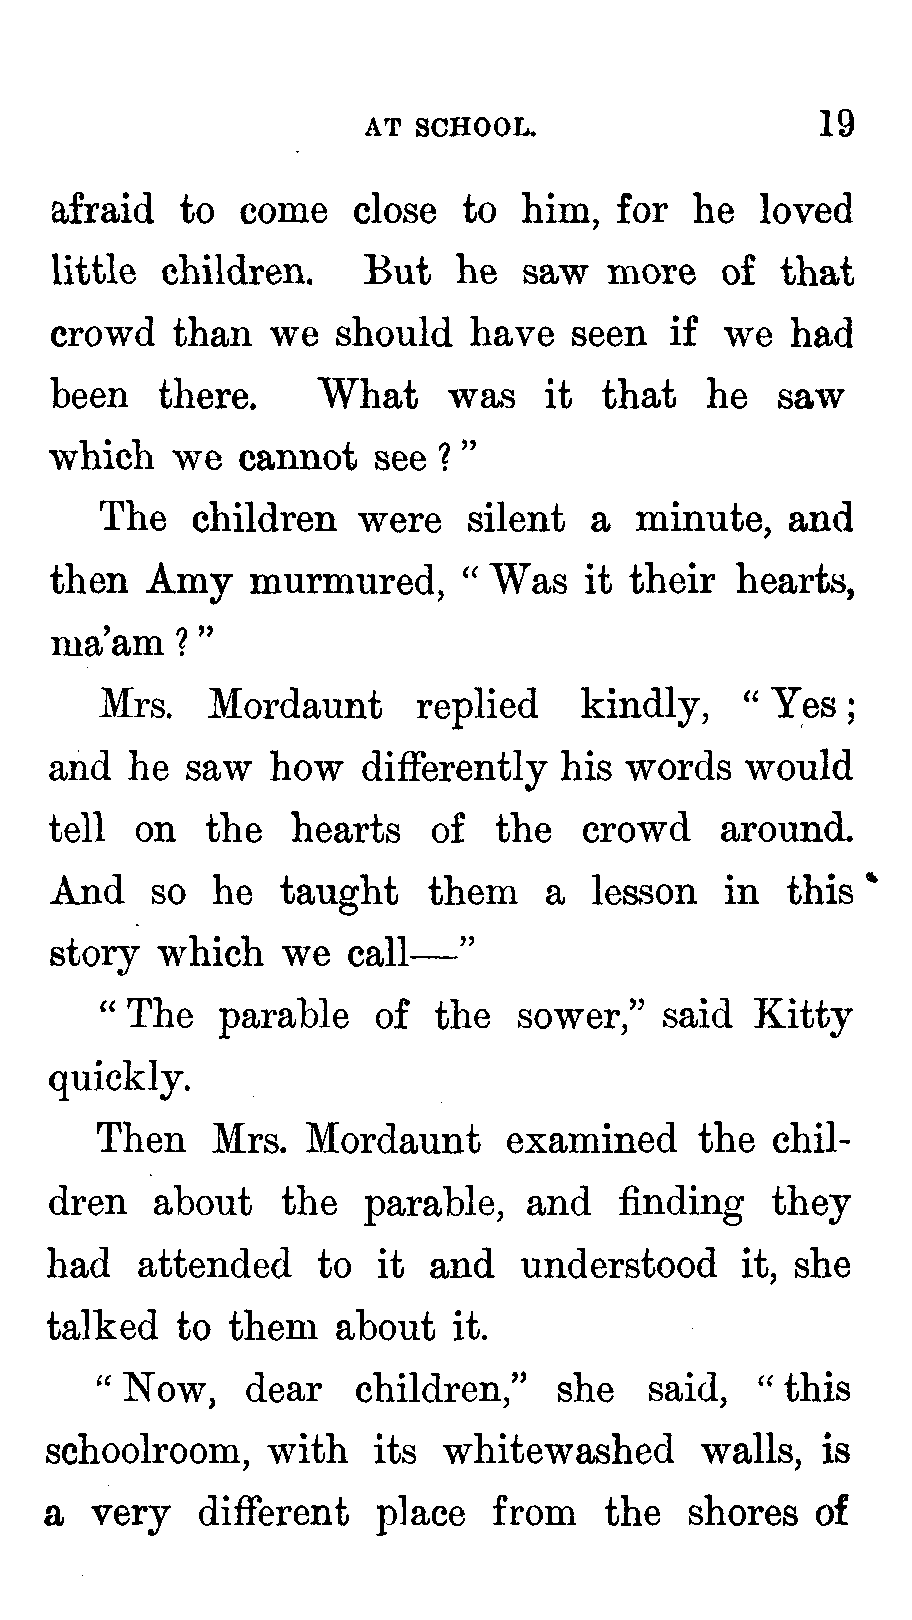 AT SCHOOL. 19
afraid to come close to him, for he loved
little children. But he saw more of that
crowd than we should have seen if we had
been there. What was it that he saw
which we cannot see?"
The children were silent a minute, and
then Amy murmured, "Was it their hearts,
ma'am?"
Mrs. Mordaunt replied kindly, "Yes;
and he saw how differently his words would
tell on the hearts of the crowd around.
And so he taught them a lesson in this
story which we call—"
"The parable of the sower," said Kitty
quickly.
Then Mrs. Mordaunt examined the chil-
dren about the parable, and finding they
had attended to it and understood it, she
talked to them about it.
"Now, dear children," she said, "this
schoolroom, with its whitewashed walls, is
a very different place from the shores of